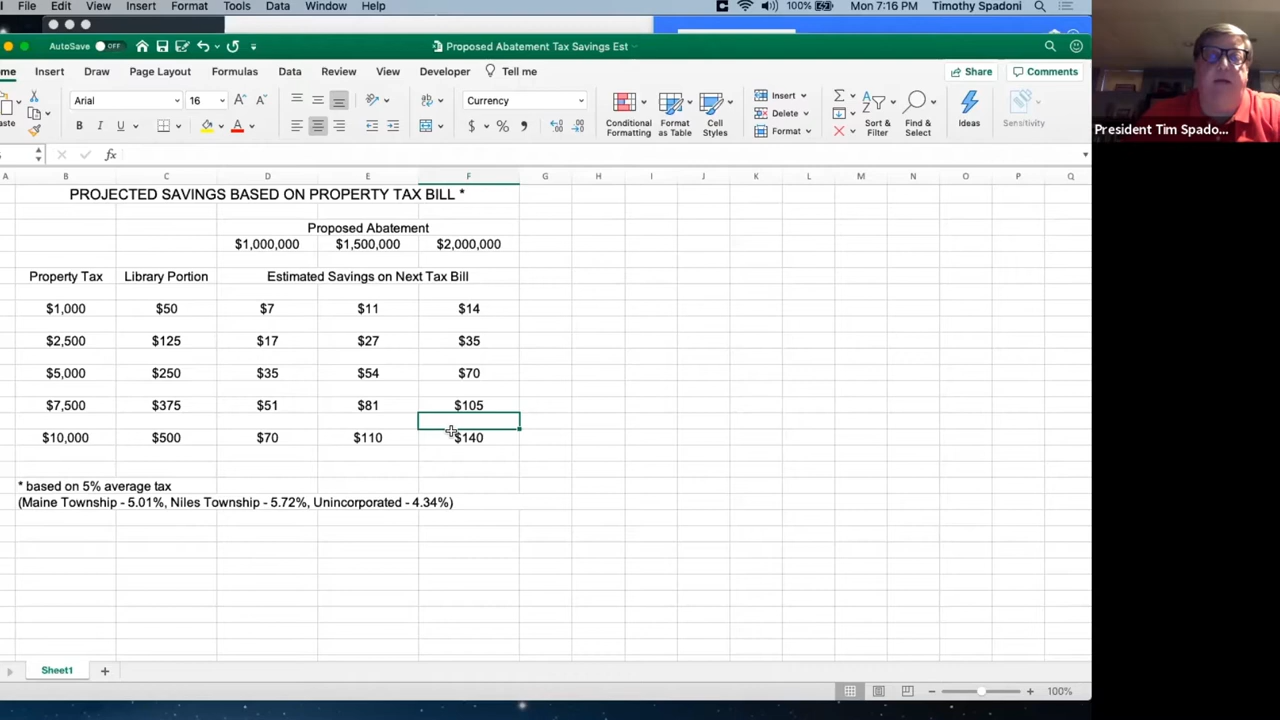 File Edit View Insert Format Tools Data Window Help 100% Mon 7:16 PM Timothy Spadoni
AutoSave OFF Proposed Abatement Tax Savings Est
Insert Draw Page Layout Formulas Data Review View Developer Tell me Share Comments
Arial 16 Currency
Conditional Formatting
Format as Table
Cell Styles
Insert
Delete
Format
Sort & Filter
Find & Select
Ideas
Sensitivity
President Tim Spado...
fx
A B C D E F G H I J K L M N O P Q
PROJECTED SAVINGS BASED ON PROPERTY TAX BILL *
Proposed Abatement
$1,000,000 $1,500,000 $2,000,000
Property Tax Library Portion Estimated Savings on Next Tax Bill
$1,000 $50 $7 $11 $14
$2,500 $125 $17 $27 $35
$5,000 $250 $35 $54 $70
$7,500 $375 $51 $81 $105
$10,000 $500 $70 $110 $140
* based on 5% average tax
(Maine Township - 5.01%, Niles Township - 5.72%, Unincorporated - 4.34%)
Sheet1
100%